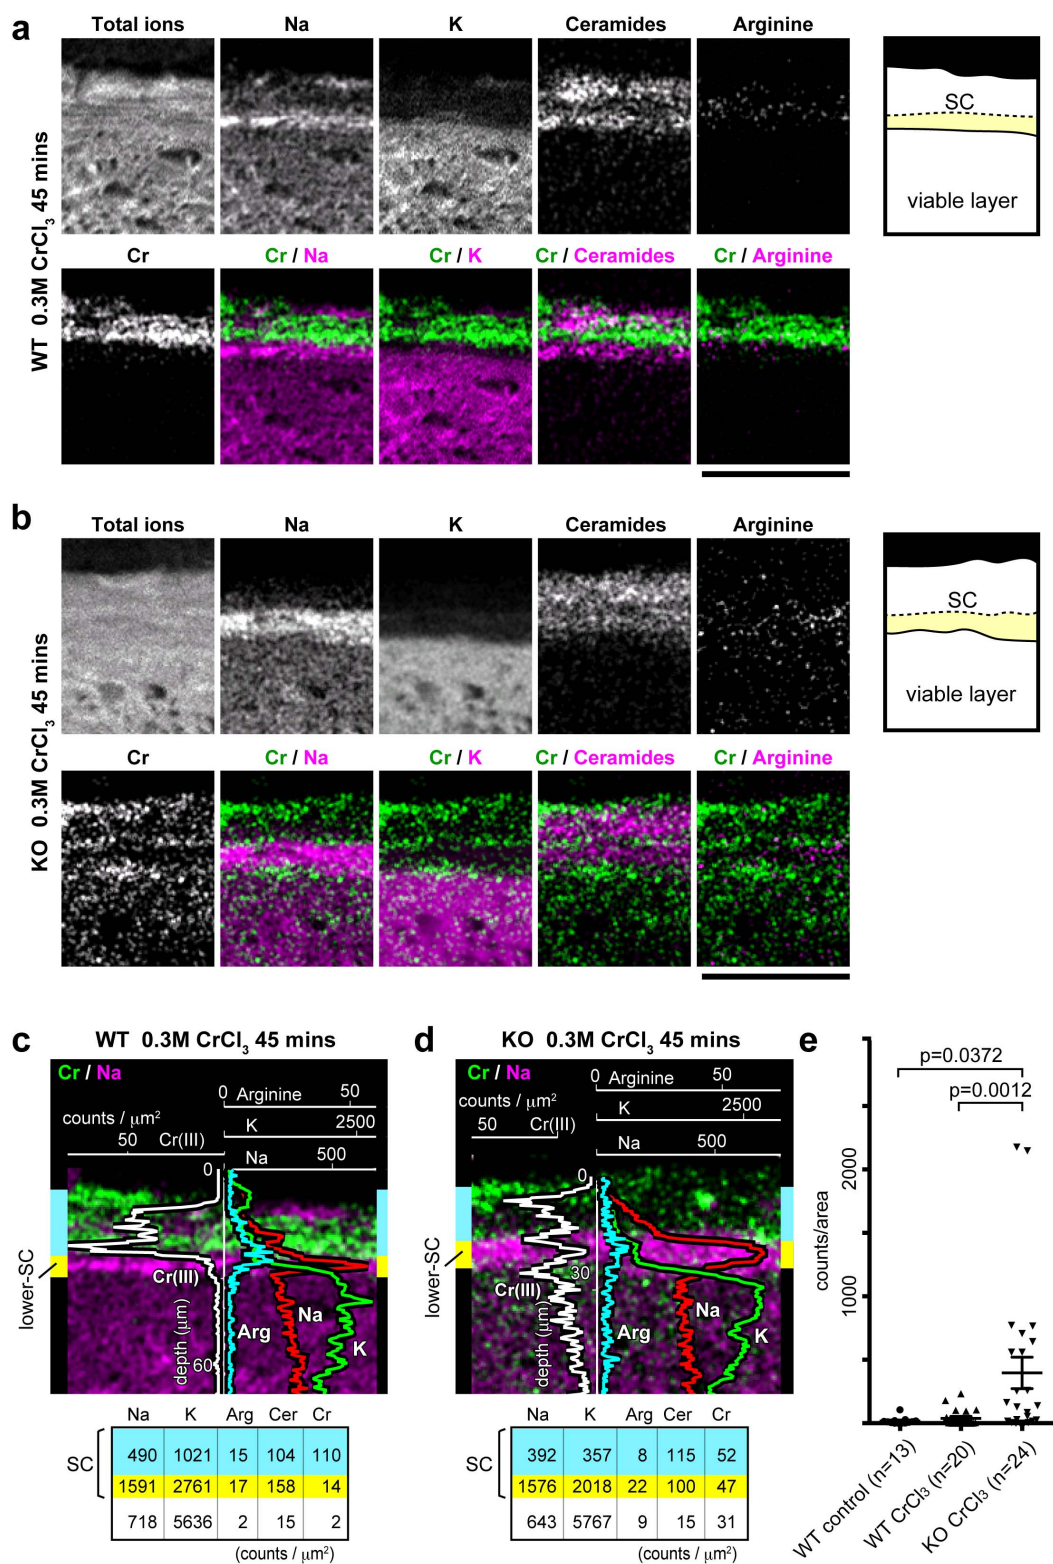 a
Total ions Na K Ceramides Arginine
SC
viable layer
WT 0.3M CrCl₃ 45 mins
Cr Cr / Na Cr / K Cr / Ceramides Cr / Arginine
b
Total ions Na K Ceramides Arginine
SC
viable layer
KO 0.3M CrCl₃ 45 mins
Cr Cr / Na Cr / K Cr / Ceramides Cr / Arginine
c WT 0.3M CrCl₃ 45 mins
Cr / Na
0 Arginine 50
counts / μm²
K 2500
50 Cr(III)
Na 500
0
lower-SC
Cr(III)
Na
Arg
K
depth (μm)
60
Na K Arg Cer Cr
SC
490 1021 15 104 110
1591 2761 17 158 14
718 5636 2 15 2
(counts / μm²)
d KO 0.3M CrCl₃ 45 mins
Cr / Na
0 Arginine 50
counts / μm²
K 2500
50 Cr(III)
Na 500
0
lower-SC
30
Cr(III)
Na
Arg
K
depth (μm)
Na K Arg Cer Cr
SC
392 357 8 115 52
1576 2018 22 100 47
643 5767 9 15 31
(counts / μm²)
e
p=0.0372
p=0.0012
counts/area
2000
1000
WT control (n=13)
WT CrCl₃ (n=20)
KO CrCl₃ (n=24)